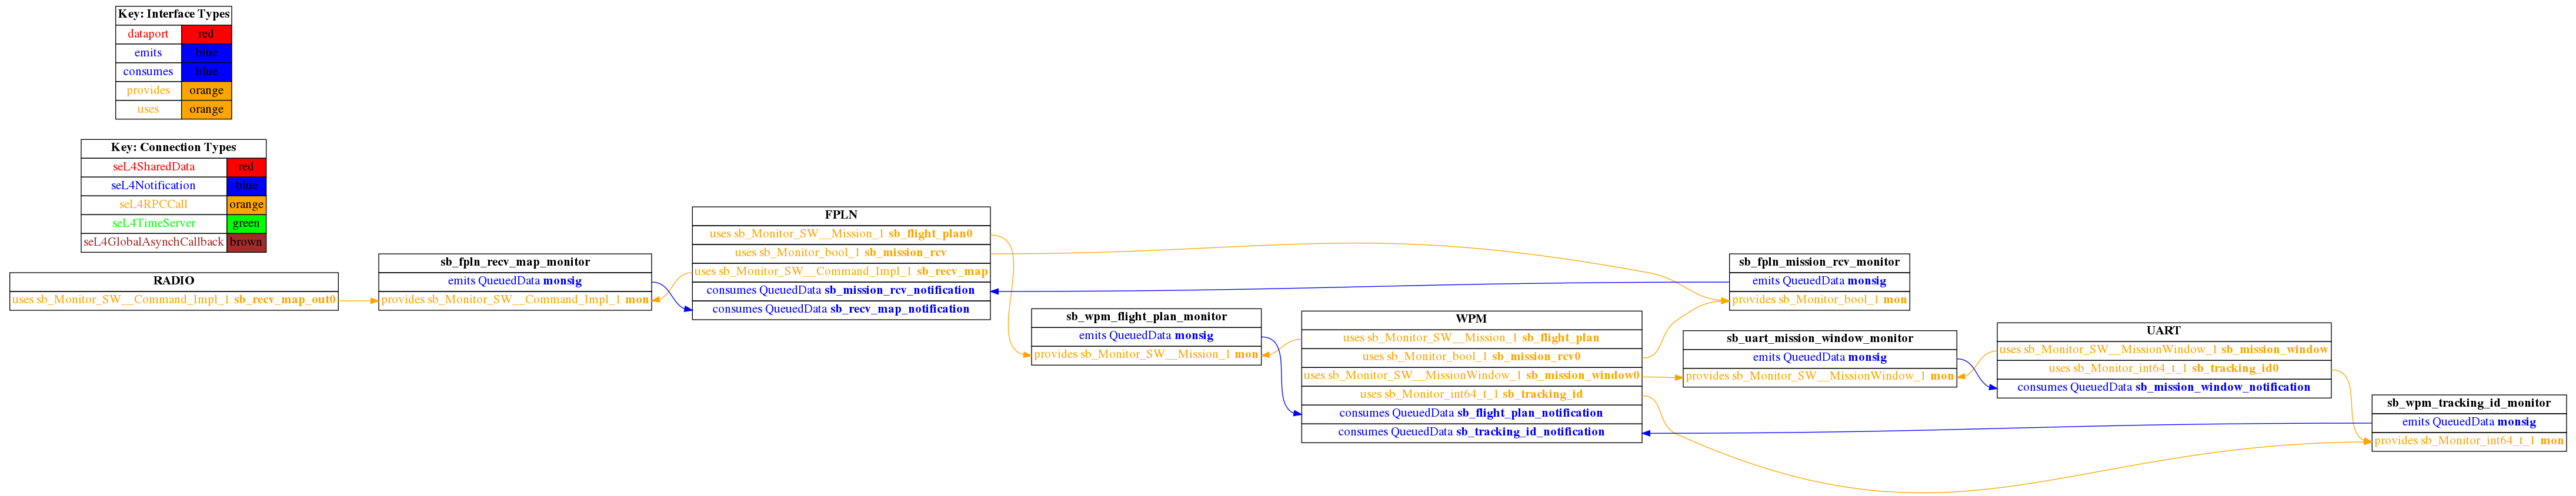 Key: Interface Types
dataport red
emits blue
consumes blue
provides orange
uses orange
Key: Connection Types
seL4SharedData red
seL4Notification blue
seL4RPCCall orange
seL4TimeServer green
seL4GlobalAsynchCallback brown
RADIO
uses sb_Monitor_SW__Command_Impl_1 sb_recv_map_out0
sb_fpln_recv_map_monitor
emits QueuedData monsig
provides sb_Monitor_SW__Command_Impl_1 mon
FPLN
uses sb_Monitor_SW__Mission_1 sb_flight_plan0
uses sb_Monitor_bool_1 sb_mission_rcv
uses sb_Monitor_SW__Command_Impl_1 sb_recv_map
consumes QueuedData sb_mission_rcv_notification
consumes QueuedData sb_recv_map_notification
sb_wpm_flight_plan_monitor
emits QueuedData monsig
provides sb_Monitor_SW__Mission_1 mon
WPM
uses sb_Monitor_SW__Mission_1 sb_flight_plan
uses sb_Monitor_bool_1 sb_mission_rcv0
uses sb_Monitor_SW__MissionWindow_1 sb_mission_window0
uses sb_Monitor_int64_t_1 sb_tracking_id
consumes QueuedData sb_flight_plan_notification
consumes QueuedData sb_tracking_id_notification
sb_fpln_mission_rcv_monitor
emits QueuedData monsig
provides sb_Monitor_bool_1 mon
sb_uart_mission_window_monitor
emits QueuedData monsig
provides sb_Monitor_SW__MissionWindow_1 mon
UART
uses sb_Monitor_SW__MissionWindow_1 sb_mission_window
uses sb_Monitor_int64_t_1 sb_tracking_id0
consumes QueuedData sb_mission_window_notification
sb_wpm_tracking_id_monitor
emits QueuedData monsig
provides sb_Monitor_int64_t_1 mon